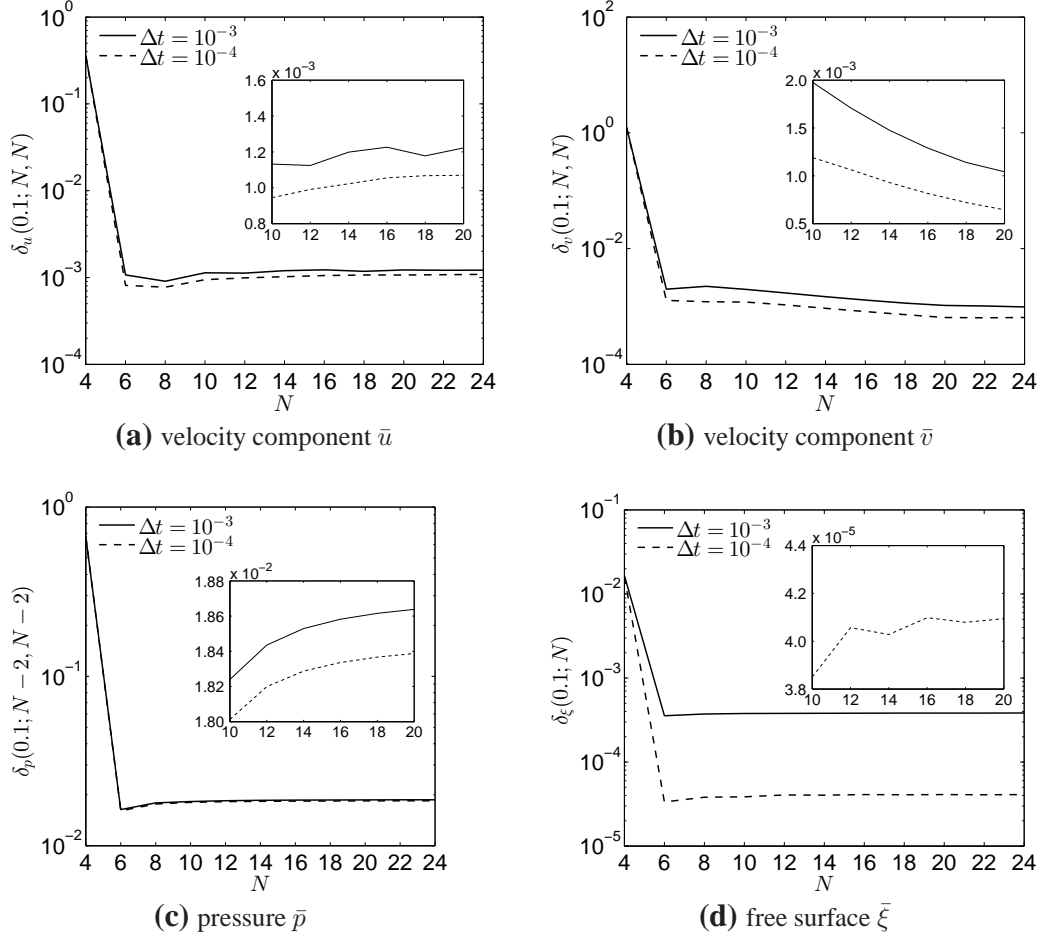 10⁰
10⁻¹
10⁻²
10⁻³
10⁻⁴
δ_u(0.1; N, N)
Δt = 10⁻³
Δt = 10⁻⁴
x 10⁻³
1.6
1.4
1.2
1.0
0.8
10 12 14 16 18 20
4 6 8 10 12 14 16 18 20 22 24
N
(a) velocity component ū
10²
10⁰
10⁻²
10⁻⁴
δ_v(0.1; N, N)
Δt = 10⁻³
Δt = 10⁻⁴
x 10⁻³
2.0
1.5
1.0
0.5
10 12 14 16 18 20
4 6 8 10 12 14 16 18 20 22 24
N
(b) velocity component v̄
10⁰
10⁻¹
10⁻²
δ_p(0.1; N − 2, N − 2)
Δt = 10⁻³
Δt = 10⁻⁴
x 10⁻²
1.88
1.86
1.84
1.82
1.80
10 12 14 16 18 20
4 6 8 10 12 14 16 18 20 22 24
N
(c) pressure p̄
10⁻¹
10⁻²
10⁻³
10⁻⁴
10⁻⁵
δ_ξ(0.1; N)
Δt = 10⁻³
Δt = 10⁻⁴
x 10⁻⁵
4.4
4.2
4.0
3.8
10 12 14 16 18 20
4 6 8 10 12 14 16 18 20 22 24
N
(d) free surface ξ̄